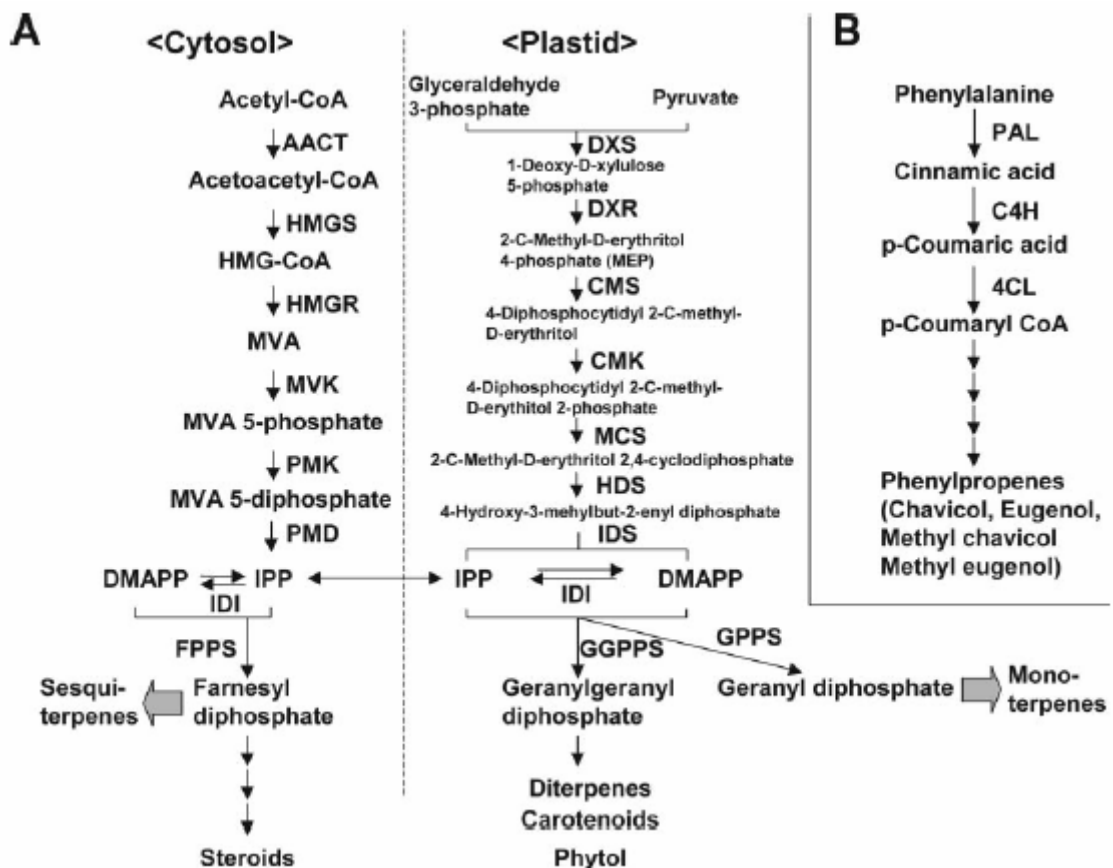 A
<Cytosol>
Acetyl-CoA
AACT
Acetoacetyl-CoA
HMGS
HMG-CoA
HMGR
MVA
MVK
MVA 5-phosphate
PMK
MVA 5-diphosphate
PMD
DMAPP
IPP
IDI
FPPS
Sesqui-
terpenes
Farnesyl
diphosphate
Steroids
<Plastid>
Glyceraldehyde
3-phosphate
Pyruvate
DXS
1-Deoxy-D-xylulose
5-phosphate
DXR
2-C-Methyl-D-erythritol
4-phosphate (MEP)
CMS
4-Diphosphocytidyl 2-C-methyl-
D-erythritol
CMK
4-Diphosphocytidyl 2-C-methyl-
D-erythitol 2-phosphate
MCS
2-C-Methyl-D-erythritol 2,4-cyclodiphosphate
HDS
4-Hydroxy-3-mehylbut-2-enyl diphosphate
IDS
IPP
DMAPP
IDI
GGPPS
GPPS
Geranylgeranyl
diphosphate
Geranyl diphosphate
Mono-
terpenes
Diterpenes
Carotenoids
Phytol
B
Phenylalanine
PAL
Cinnamic acid
C4H
p-Coumaric acid
4CL
p-Coumaryl CoA
Phenylpropenes
(Chavicol, Eugenol,
Methyl chavicol
Methyl eugenol)